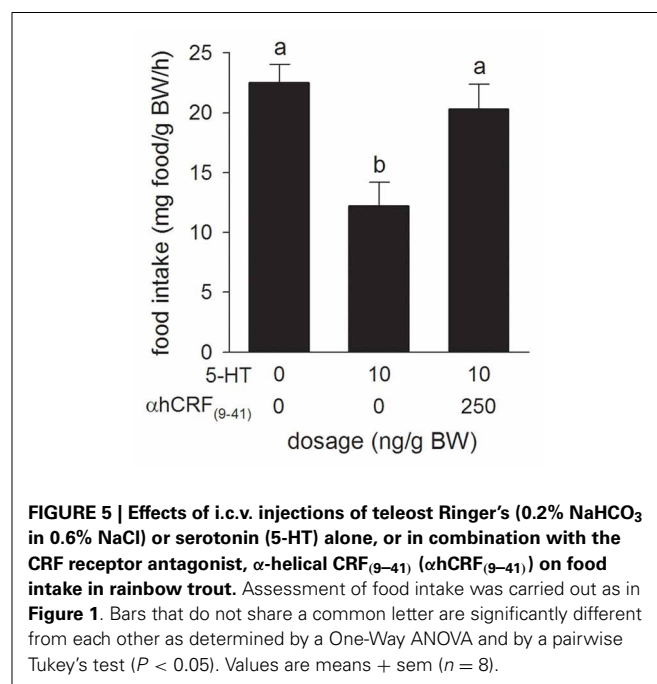 25
20
15
10
5
0
food intake (mg food/g BW/h)
a
b
a
5-HT 0 10 10
αhCRF(9-41) 0 0 250
dosage (ng/g BW)
FIGURE 5 | Effects of i.c.v. injections of teleost Ringer's (0.2% NaHCO3
in 0.6% NaCl) or serotonin (5-HT) alone, or in combination with the
CRF receptor antagonist, α-helical CRF(9–41) (αhCRF(9–41)) on food
intake in rainbow trout. Assessment of food intake was carried out as in
Figure 1. Bars that do not share a common letter are significantly different
from each other as determined by a One-Way ANOVA and by a pairwise
Tukey's test (P < 0.05). Values are means + sem (n = 8).